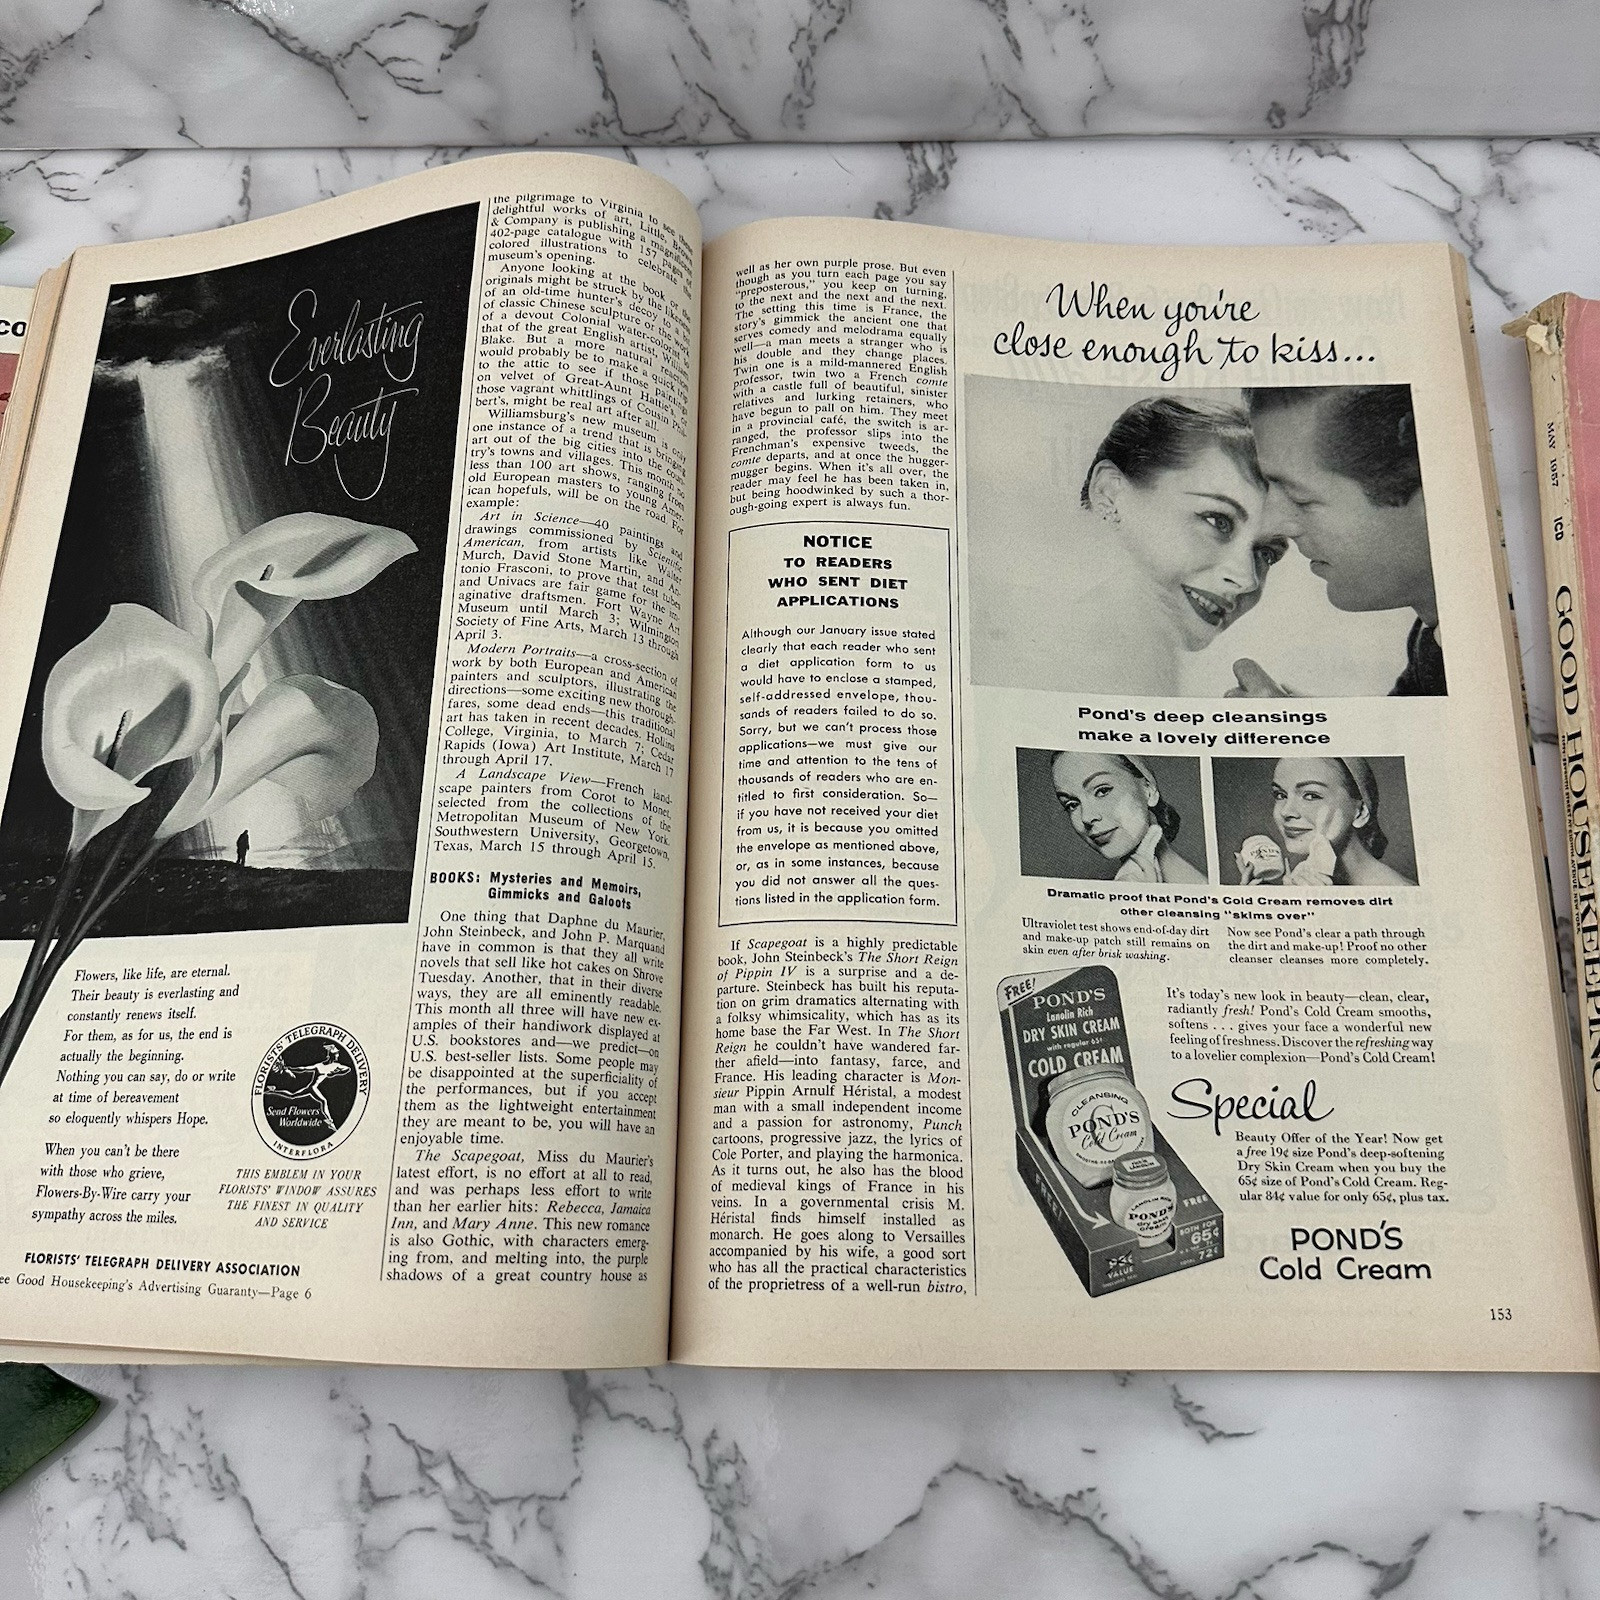 CO
Everlasting
Beauty
Flowers, like life, are eternal.
Their beauty is everlasting and
constantly renews itself.
For them, as for us, the end is
actually the beginning.
Nothing you can say, do or write
at time of bereavement
so eloquently whispers Hope.
When you can't be there
with those who grieve,
Flowers-By-Wire carry your
sympathy across the miles.
FLORISTS' TELEGRAPH DELIVERY
Send Flowers
Worldwide
INTERFLORA
THIS EMBLEM IN YOUR
FLORISTS' WINDOW ASSURES
THE FINEST IN QUALITY
AND SERVICE
FLORISTS' TELEGRAPH DELIVERY ASSOCIATION
ee Good Housekeeping's Advertising Guaranty—Page 6
the pilgrimage to Virginia to see these
delightful works of art, Little, Brown
& Company is publishing a magnificent
402-page catalogue with 157 pages of
colored illustrations to celebrate the
museum's opening.
Anyone looking at the book or the
originals might be struck by the likeness
of an old-time hunter's decoy to a piece
of classic Chinese sculpture or the work
of a devout Colonial water-colorist to
that of the great English artist, William
Blake. But a more natural reaction
would probably be to make a quick trip
to the attic to see if those paintings
on velvet of Great-Aunt Hattie's, or
those vagrant whittlings of Cousin Phile-
bert's, might be real art after all.
Williamsburg's new museum is only
one instance of a trend that is bringing
art out of the big cities into the coun-
try's towns and villages. This month no
less than 100 art shows, ranging from
old European masters to young Amer-
ican hopefuls, will be on the road. For
example:
Art in Science—40 paintings and
drawings commissioned by Scientific
American, from artists like Walter
Murch, David Stone Martin, and An-
tonio Frasconi, to prove that test tubes
and Univacs are fair game for the im-
aginative draftsmen. Fort Wayne Art
Museum until March 3; Wilmington
Society of Fine Arts, March 13 through
April 3.
Modern Portraits—a cross-section of
work by both European and American
painters and sculptors, illustrating the
directions—some exciting new thorough-
fares, some dead ends—this traditional
art has taken in recent decades. Hollins
College, Virginia, to March 7; Cedar
Rapids (Iowa) Art Institute, March 17
through April 17.
A Landscape View—French land-
scape painters from Corot to Monet,
selected from the collections of the
Metropolitan Museum of New York.
Southwestern University, Georgetown,
Texas, March 15 through April 15.
BOOKS: Mysteries and Memoirs,
Gimmicks and Galoots
One thing that Daphne du Maurier,
John Steinbeck, and John P. Marquand
have in common is that they all write
novels that sell like hot cakes on Shrove
Tuesday. Another, that in their diverse
ways, they are all eminently readable.
This month all three will have new ex-
amples of their handiwork displayed at
U.S. bookstores and—we predict—on
U.S. best-seller lists. Some people may
be disappointed at the superficiality of
the performances, but if you accept
them as the lightweight entertainment
they are meant to be, you will have an
enjoyable time.
The Scapegoat, Miss du Maurier's
latest effort, is no effort at all to read,
and was perhaps less effort to write
than her earlier hits: Rebecca, Jamaica
Inn, and Mary Anne. This new romance
is also Gothic, with characters emerg-
ing from, and melting into, the purple
shadows of a great country house as
well as her own purple prose. But even
though as you turn each page you say
"preposterous," you keep on turning,
to the next and the next and the next.
The setting this time is France, the
story's gimmick the ancient one that
serves comedy and melodrama equally
well—a man meets a stranger who is
his double and they change places.
Twin one is a mild-mannered English
professor, twin two a French comte
with a castle full of beautiful, sinister
relatives and lurking retainers, who
have begun to pall on him. They meet
in a provincial café, the switch is ar-
ranged, the professor slips into the
Frenchman's expensive tweeds, the
comte departs, and at once the hugger-
mugger begins. When it's all over, the
reader may feel he has been taken in,
but being hoodwinked by such a thor-
ough-going expert is always fun.
NOTICE
TO READERS
WHO SENT DIET
APPLICATIONS
Although our January issue stated
clearly that each reader who sent
a diet application form to us
would have to enclose a stamped,
self-addressed envelope, thou-
sands of readers failed to do so.
Sorry, but we can't process those
applications—we must give our
time and attention to the tens of
thousands of readers who are en-
titled to first consideration. So—
if you have not received your diet
from us, it is because you omitted
the envelope as mentioned above,
or, as in some instances, because
you did not answer all the ques-
tions listed in the application form.
If Scapegoat is a highly predictable
book, John Steinbeck's The Short Reign
of Pippin IV is a surprise and a de-
parture. Steinbeck has built his reputa-
tion on grim dramatics alternating with
a folksy whimsicality, which has as its
home base the Far West. In The Short
Reign he couldn't have wandered far-
ther afield—into fantasy, farce, and
France. His leading character is Mon-
sieur Pippin Arnulf Héristal, a modest
man with a small independent income
and a passion for astronomy, Punch
cartoons, progressive jazz, the lyrics of
Cole Porter, and playing the harmonica.
As it turns out, he also has the blood
of medieval kings of France in his
veins. In a governmental crisis M.
Héristal finds himself installed as
monarch. He goes along to Versailles
accompanied by his wife, a good sort
who has all the practical characteristics
of the proprietress of a well-run bistro,
When you're
close enough to kiss...
Pond's deep cleansings
make a lovely difference
POND'S
Dramatic proof that Pond's Cold Cream removes dirt
other cleansing "skims over"
Ultraviolet test shows end-of-day dirt
and make-up patch still remains on
skin even after brisk washing.
Now see Pond's clear a path through
the dirt and make-up! Proof no other
cleanser cleanses more completely.
FREE!
POND'S
Lanolin Rich
DRY SKIN CREAM
with regular 65¢
COLD CREAM
CLEANSING
POND'S
Cold Cream
POND'S
Dry Skin
Cream
FREE
FREE
BOTH FOR
65¢
72¢
VALUE
It's today's new look in beauty—clean, clear,
radiantly fresh! Pond's Cold Cream smooths,
softens . . . gives your face a wonderful new
feeling of freshness. Discover the refreshing way
to a lovelier complexion—Pond's Cold Cream!
Special
Beauty Offer of the Year! Now get
a free 19¢ size Pond's deep-softening
Dry Skin Cream when you buy the
65¢ size of Pond's Cold Cream. Reg-
ular 84¢ value for only 65¢, plus tax.
POND'S
Cold Cream
153
MAY 1957 ICD GOOD HOUSEKEEPING